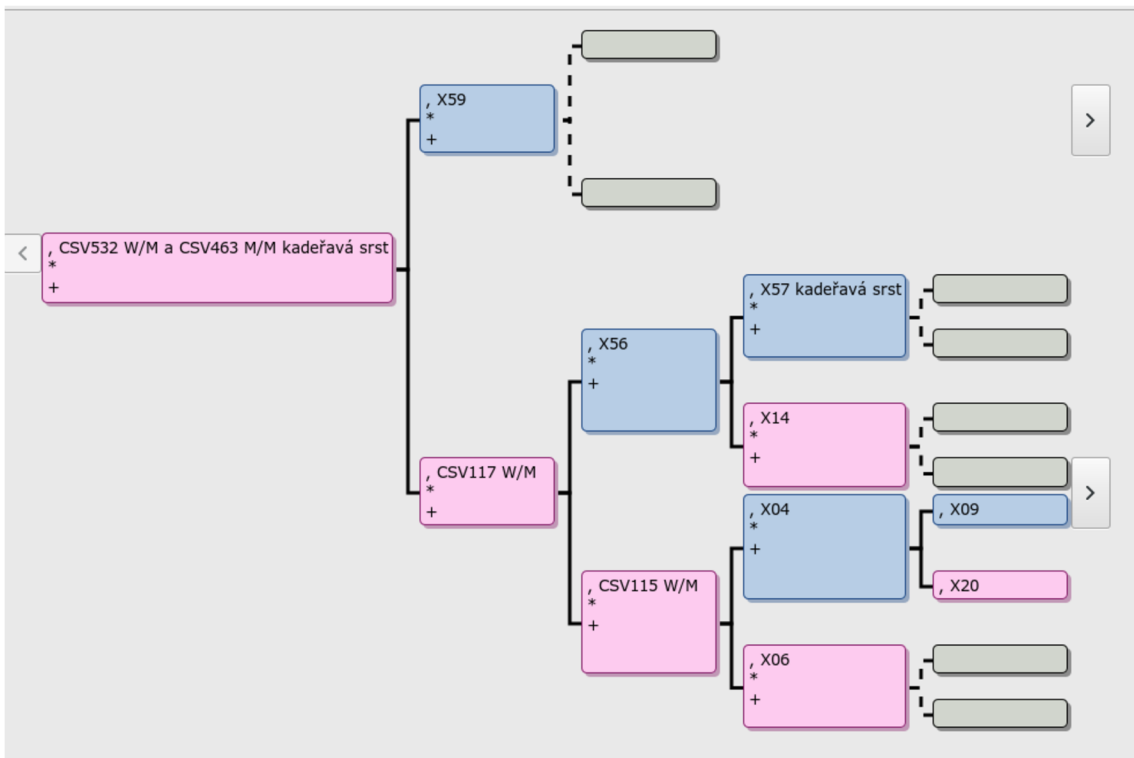 , X59
*
+
, CSV532 W/M a CSV463 M/M kadeřavá srst
*
+
, X57 kadeřavá srst
*
+
, X56
*
+
, X14
*
+
, CSV117 W/M
*
+
, X04
*
+
, X09
, CSV115 W/M
*
+
, X20
, X06
*
+